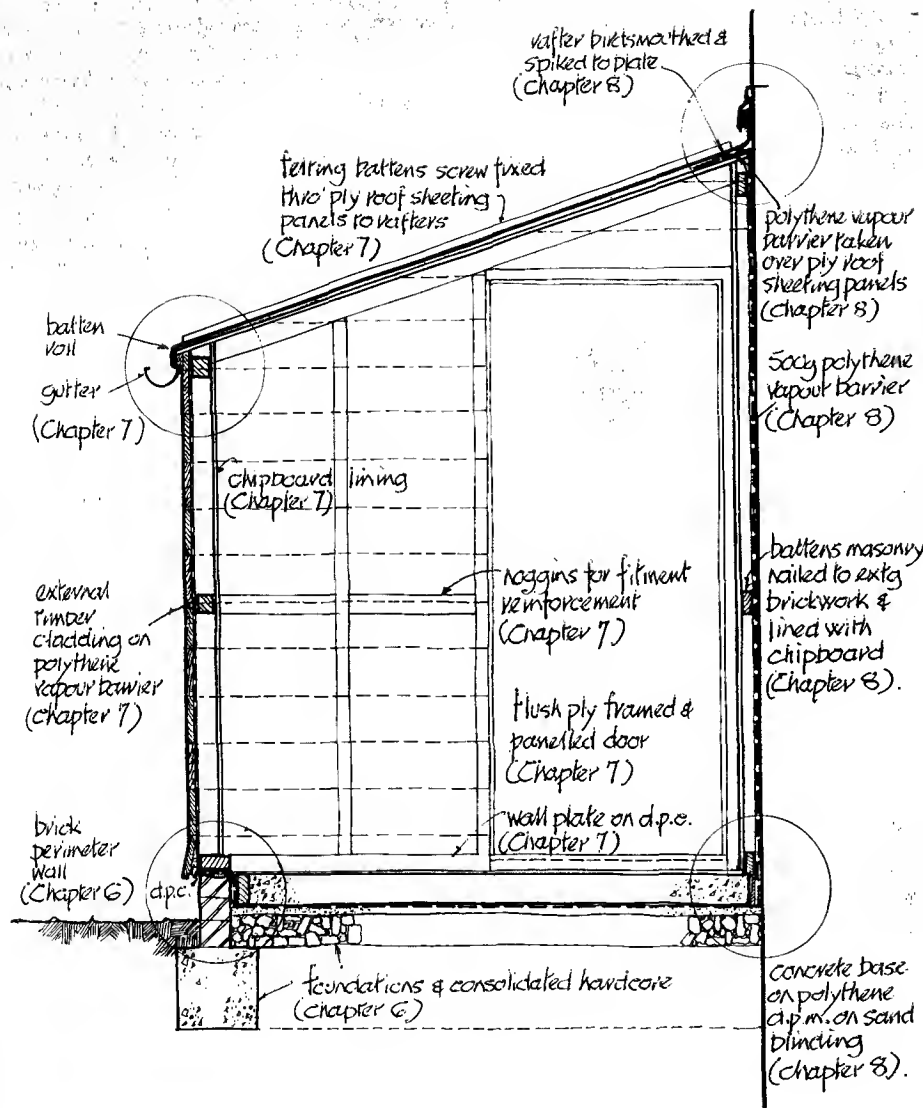 rafter birdsmouthed &
spiked to plate
(Chapter 8)
felting battens screw fixed
thro' ply roof sheeting
panels to rafters
(Chapter 7)
polythene vapour
barrier taken
over ply roof
sheeting panels
(Chapter 8)
batten
roll
gutter
(Chapter 7)
500g polythene
vapour barrier
(Chapter 8)
chipboard lining
(Chapter 7)
battens masonry
nailed to extg
brickwork &
lined with
chipboard
(Chapter 8).
noggins for fitment
reinforcement
(Chapter 7)
external
timber
cladding on
polythene
vapour barrier
(Chapter 7)
flush ply framed &
panelled door
(Chapter 7)
wall plate on d.p.c.
(Chapter 7)
brick
perimeter
wall
(Chapter 6)
d.p.c.
foundations & consolidated hardcore
(Chapter 6)
concrete base
on polythene
d.p.m. on sand
blinding
(Chapter 8).